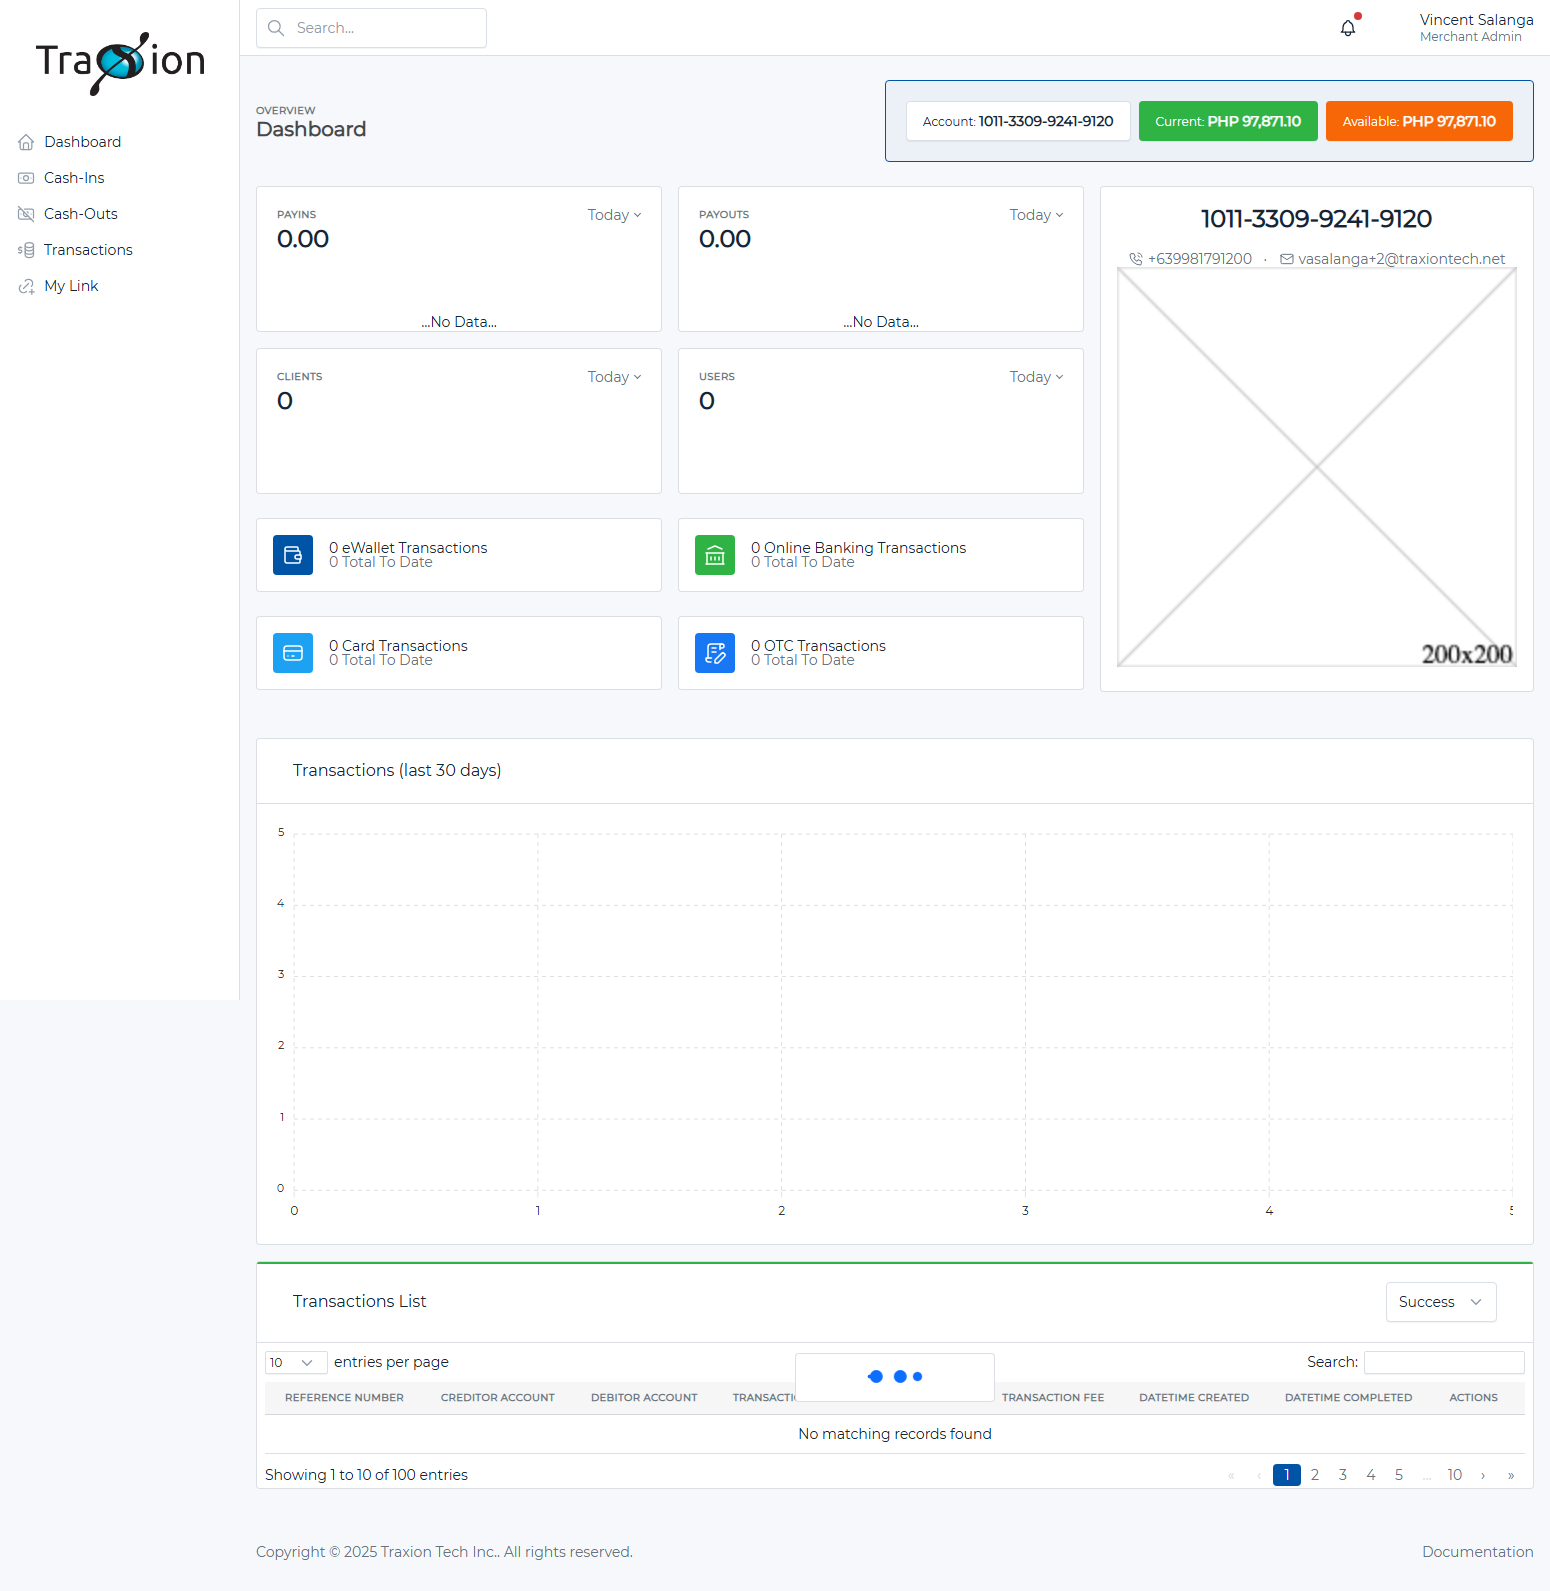 Traxion
Search...
Vincent Salanga
Merchant Admin
Dashboard
Cash-Ins
Cash-Outs
Transactions
My Link
OVERVIEW
Dashboard
Account: 1011-3309-9241-9120
Current: PHP 97,871.10
Available: PHP 97,871.10
PAYINS
Today
0.00
...No Data...
PAYOUTS
Today
0.00
...No Data...
1011-3309-9241-9120
+639981791200 · vasalanga+2@traxiontech.net
200x200
CLIENTS
Today
0
USERS
Today
0
0 eWallet Transactions
0 Total To Date
0 Online Banking Transactions
0 Total To Date
0 Card Transactions
0 Total To Date
0 OTC Transactions
0 Total To Date
Transactions (last 30 days)
5
4
3
2
1
0
0 1 2 3 4
Transactions List
Success
10 entries per page
Search:
REFERENCE NUMBER CREDITOR ACCOUNT DEBITOR ACCOUNT TRANSACTION FEE DATETIME CREATED DATETIME COMPLETED ACTIONS
No matching records found
Showing 1 to 10 of 100 entries
« ‹ 1 2 3 4 5 ... 10 › »
Copyright © 2025 Traxion Tech Inc.. All rights reserved.
Documentation